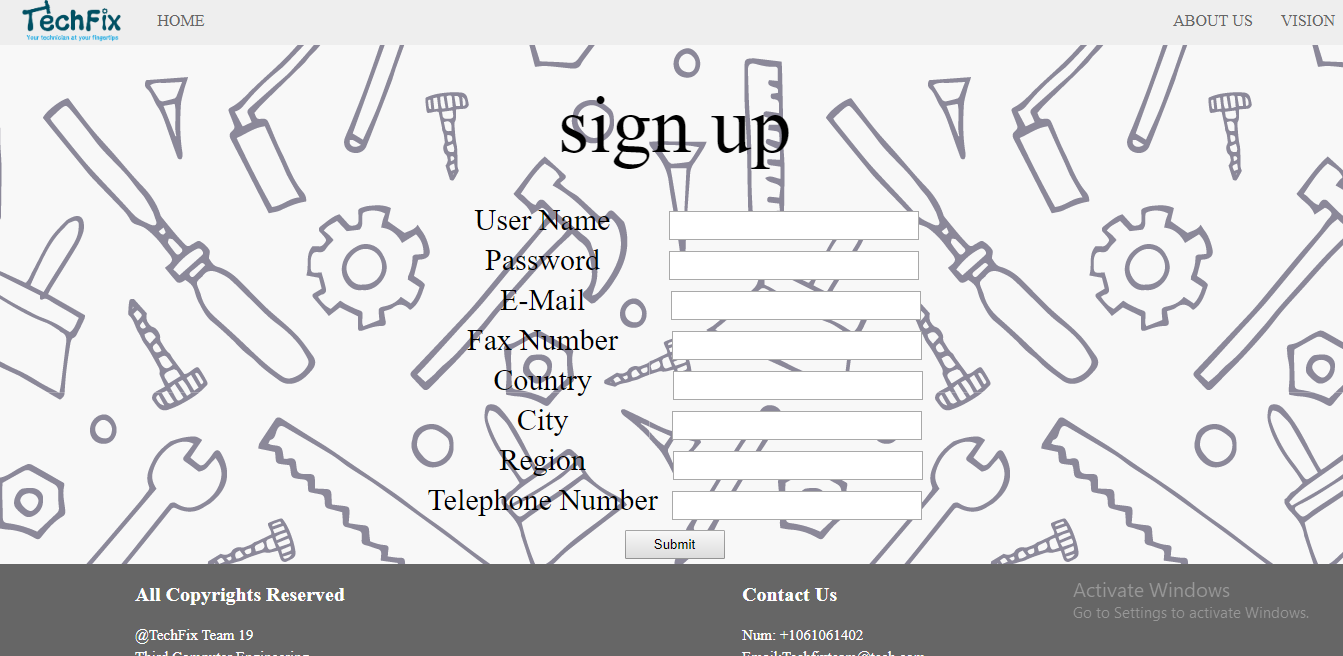 TechFix
Your technician at your fingertips
HOME
ABOUT US
VISION
sign up
User Name
Password
E-Mail
Fax Number
Country
City
Region
Telephone Number
Submit
All Copyrights Reserved
@TechFix Team 19
Third Computer Engineering
Contact Us
Num: +1061061402
Email:Techfixteam@tech.com
Activate Windows
Go to Settings to activate Windows.